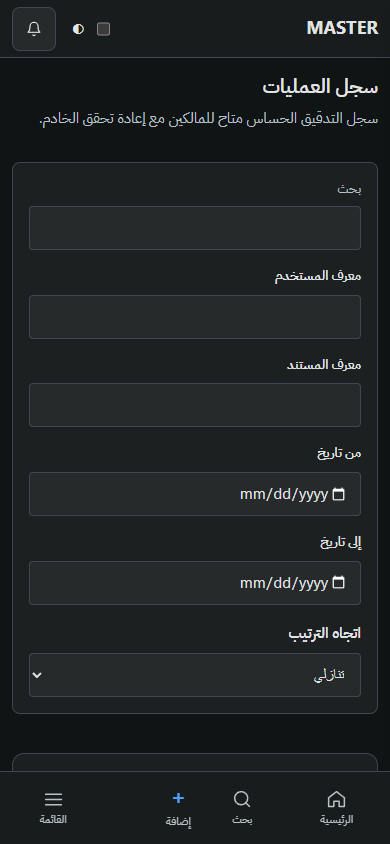 MASTER
سجل العمليات
سجل التدقيق الحساس متاح للمالكين مع إعادة تحقق الخادم.
بحث
معرف المستخدم
معرف المستند
من تاريخ
mm/dd/yyyy
إلى تاريخ
mm/dd/yyyy
اتجاه الترتيب
تنازلي
الرئيسية
بحث
إضافة
القائمة